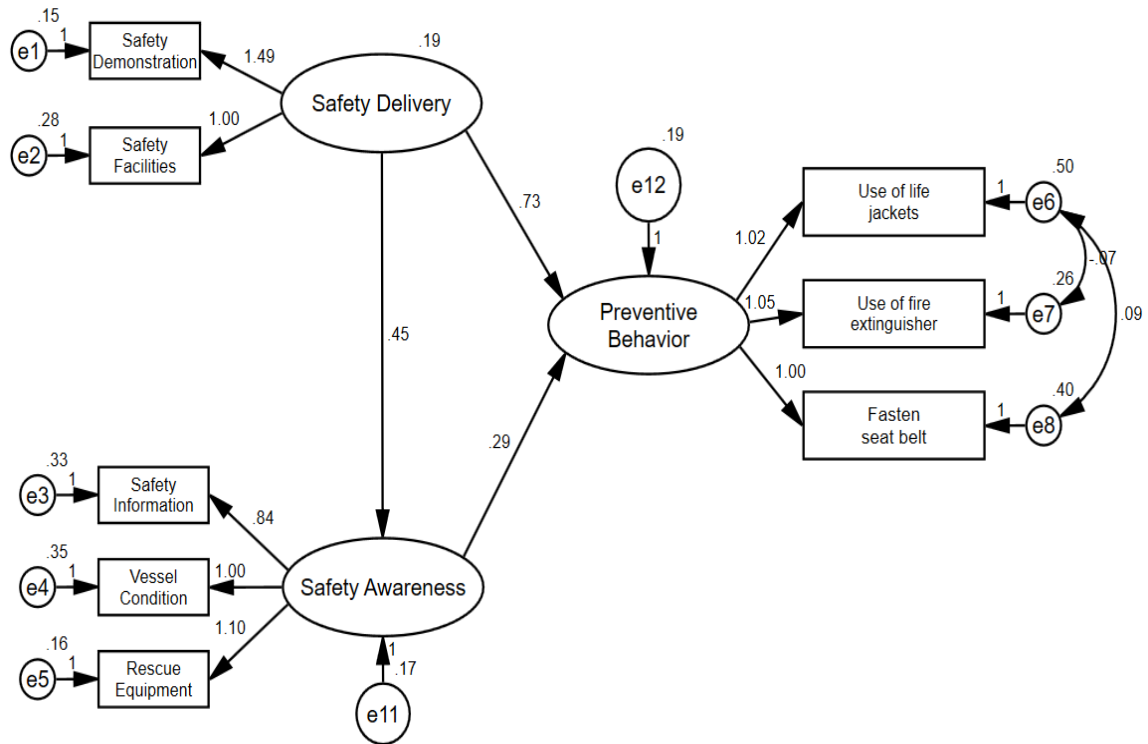 .15
1
e1
Safety
Demonstration
1.49
.19
Safety Delivery
.28
1
e2
Safety
Facilities
1.00
.73
.45
.19
e12
1
Preventive
Behavior
1.02
1.05
1.00
Use of life
jackets
1
.50
e6
-.07
Use of fire
extinguisher
1
.26
e7
.09
Fasten
seat belt
1
.40
e8
.29
.33
1
e3
Safety
Information
.84
.35
1
e4
Vessel
Condition
1.00
Safety Awareness
.16
1
e5
Rescue
Equipment
1.10
1
.17
e11